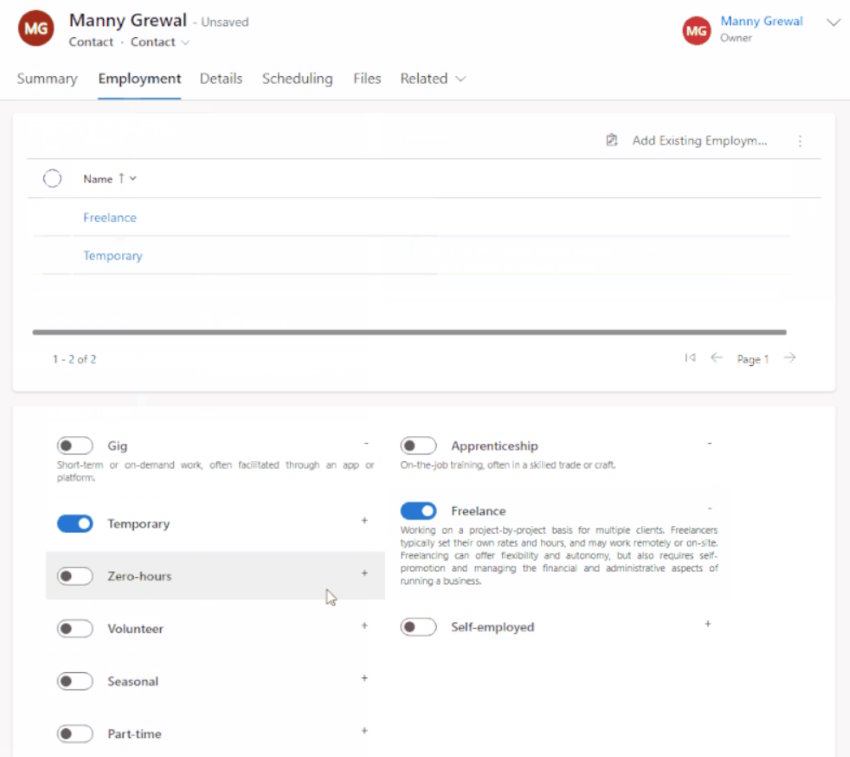 MG
Manny Grewal - Unsaved
Contact · Contact
MG
Manny Grewal
Owner
Summary Employment Details Scheduling Files Related
Add Existing Employm...
Name ↑
Freelance
Temporary
1 - 2 of 2
Page 1
Gig -
Short-term or on-demand work, often facilitated through an app or
platform.
Temporary +
Zero-hours +
Volunteer +
Seasonal +
Part-time +
Apprenticeship -
On-the-job training, often in a skilled trade or craft.
Freelance -
Working on a project-by-project basis for multiple clients. Freelancers
typically set their own rates and hours, and may work remotely or on-site.
Freelancing can offer flexibility and autonomy, but also requires self-
promotion and managing the financial and administrative aspects of
running a business.
Self-employed +